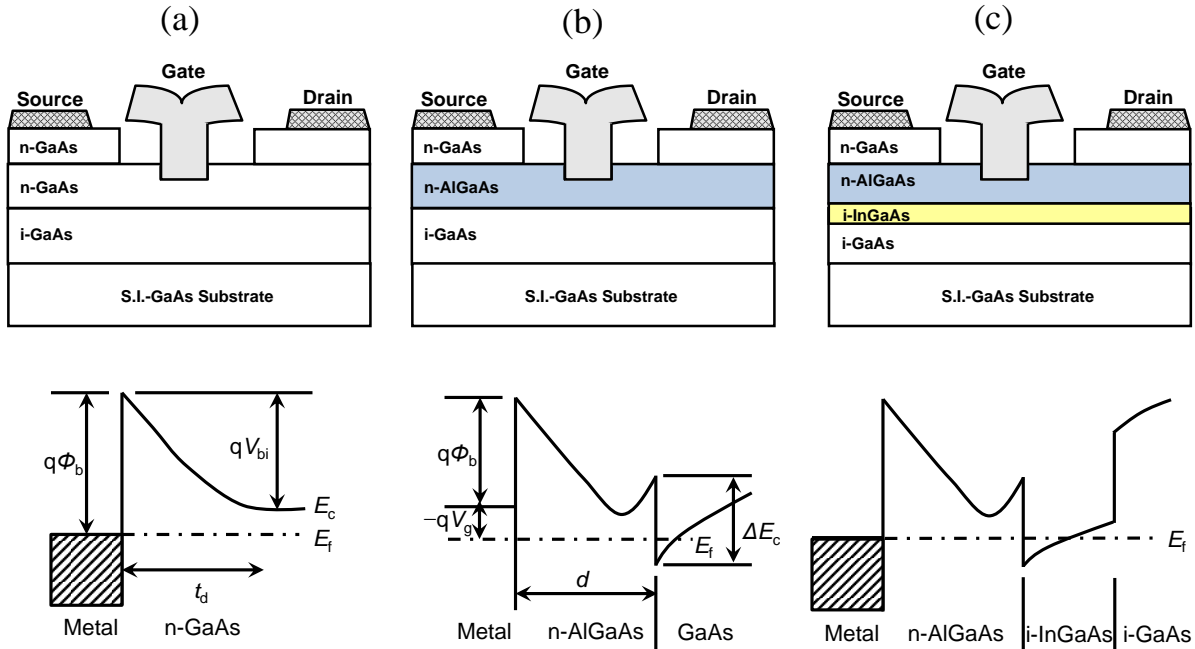 (a)
(b)
(c)
Gate
Source
Drain
n-GaAs
n-GaAs
i-GaAs
S.I.-GaAs Substrate
Gate
Source
Drain
n-GaAs
n-AlGaAs
i-GaAs
S.I.-GaAs Substrate
Gate
Source
Drain
n-GaAs
n-AlGaAs
i-InGaAs
i-GaAs
S.I.-GaAs Substrate
qΦb
qVbi
Ec
Ef
td
Metal
n-GaAs
qΦb
−qVg
Ef
ΔEc
d
Metal
n-AlGaAs
GaAs
Ef
Metal
n-AlGaAs
i-InGaAs
i-GaAs